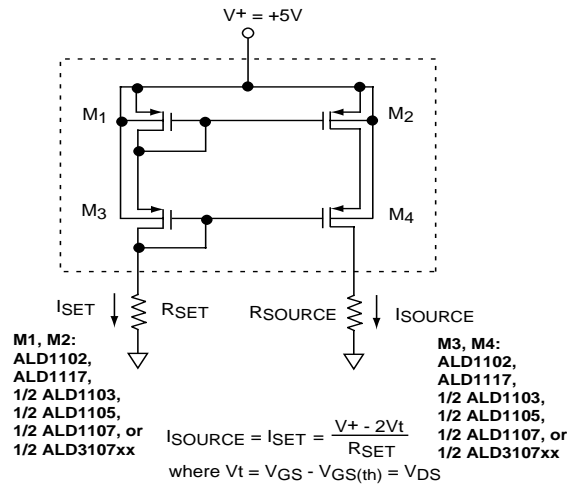 V+ = +5V
M1
M2
M3
M4
ISET
RSET
RSOURCE
ISOURCE
M1, M2:
ALD1102,
ALD1117,
1/2 ALD1103,
1/2 ALD1105,
1/2 ALD1107, or
1/2 ALD3107xx
M3, M4:
ALD1102,
ALD1117,
1/2 ALD1103,
1/2 ALD1105,
1/2 ALD1107, or
1/2 ALD3107xx
ISOURCE = ISET = V+ - 2Vt / RSET
where Vt = VGS - VGS(th) = VDS